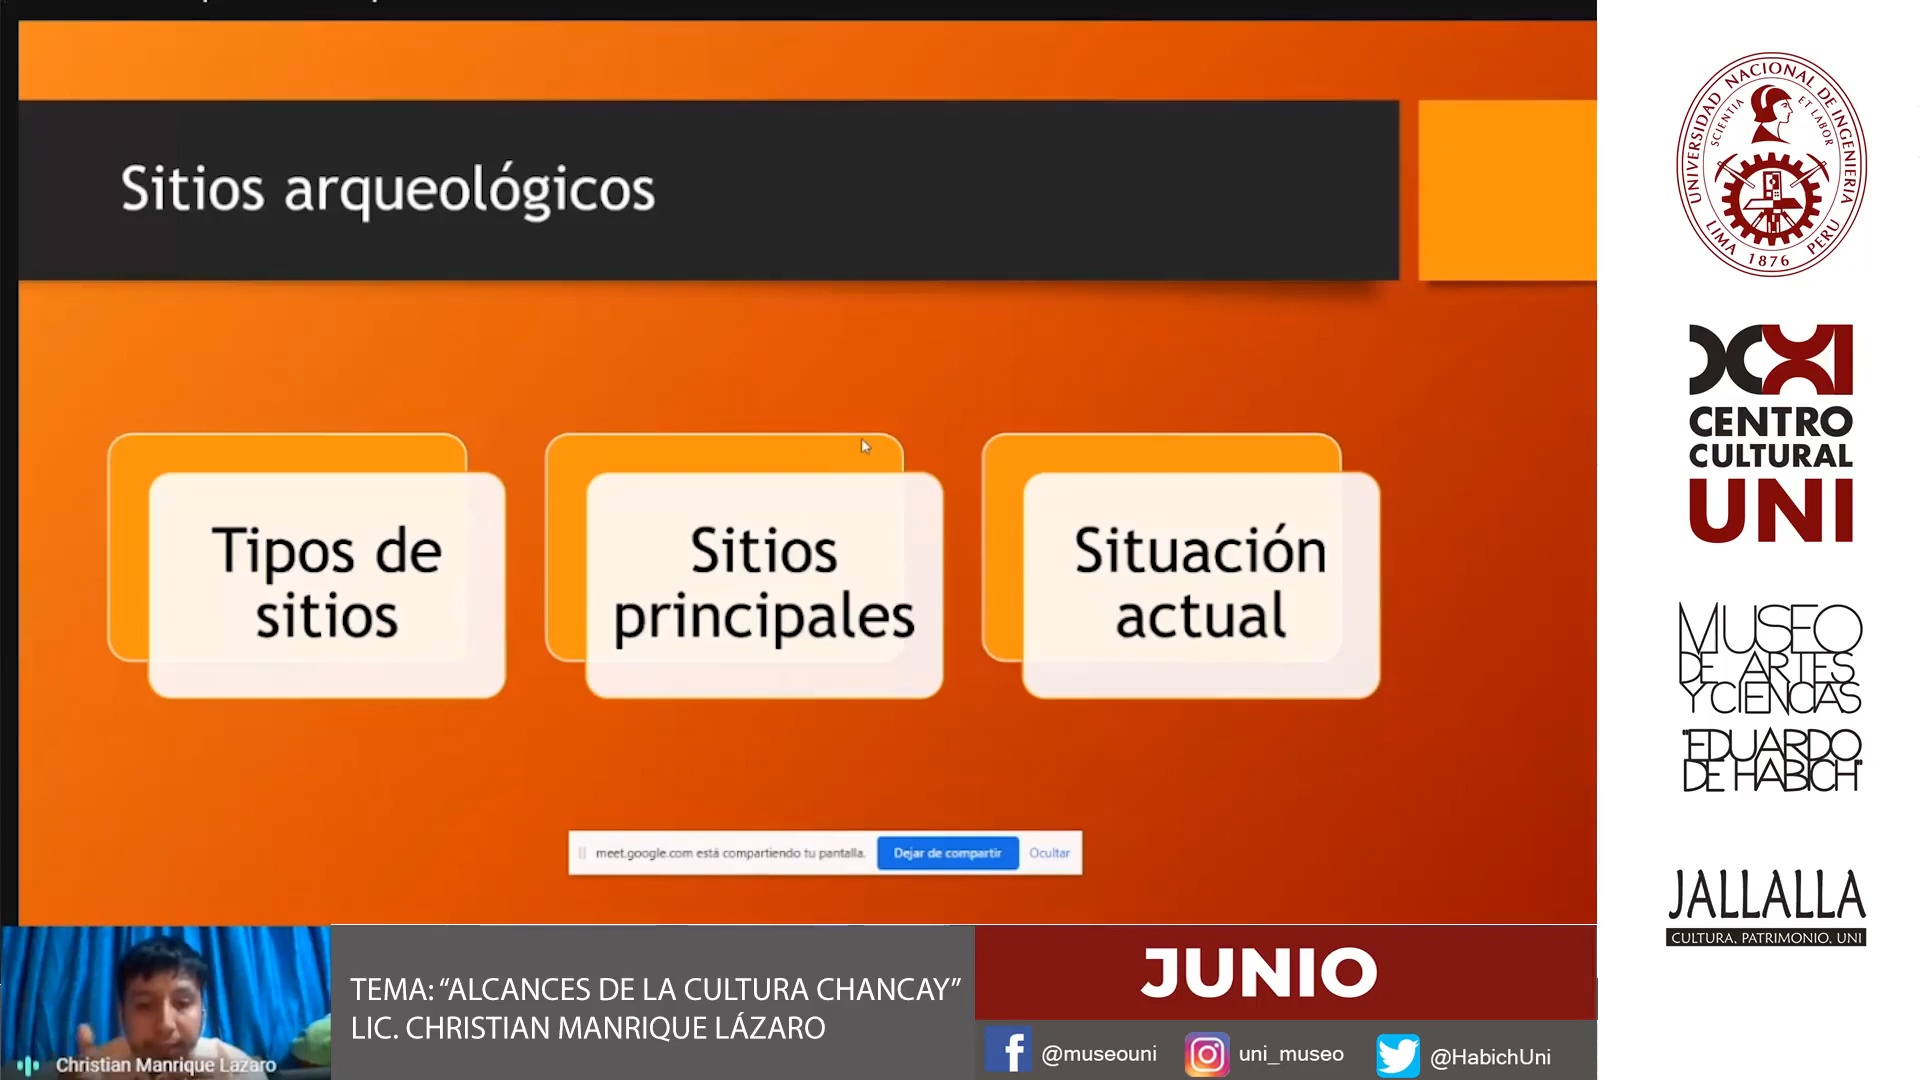 Sitios arqueológicos
Tipos de
sitios
Sitios
principales
Situación
actual
meet.google.com está compartiendo tu pantalla.
Dejar de compartir
Ocultar
Christian Manrique Lazaro
TEMA: “ALCANCES DE LA CULTURA CHANCAY”
LIC. CHRISTIAN MANRIQUE LÁZARO
JUNIO
@museouni
uni_museo
@HabichUni
UNIVERSIDAD NACIONAL DE INGENIERIA
SCIENTIA ET LABOR
LIMA 1876 PERU
XXI
CENTRO
CULTURAL
UNI
MUSEO
DE ARTES
Y CIENCIAS
"EDUARDO
DE HABICH"
JALLALLA
CULTURA, PATRIMONIO, UNI